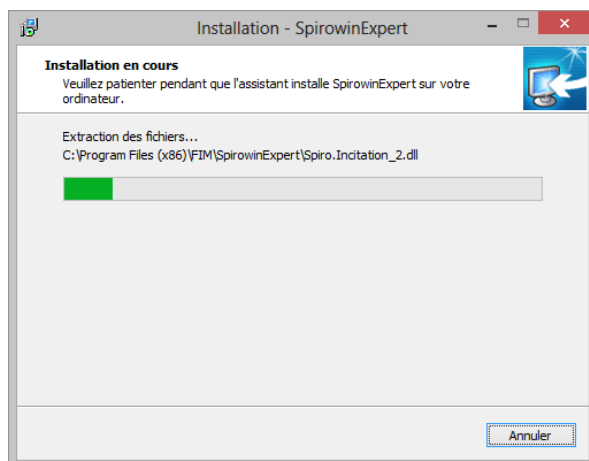 Installation - SpirowinExpert
Installation en cours
Veuillez patienter pendant que l'assistant installe SpirowinExpert sur votre
ordinateur.
Extraction des fichiers...
C:\Program Files (x86)\FIM\SpirowinExpert\Spiro.Incitation_2.dll
Annuler